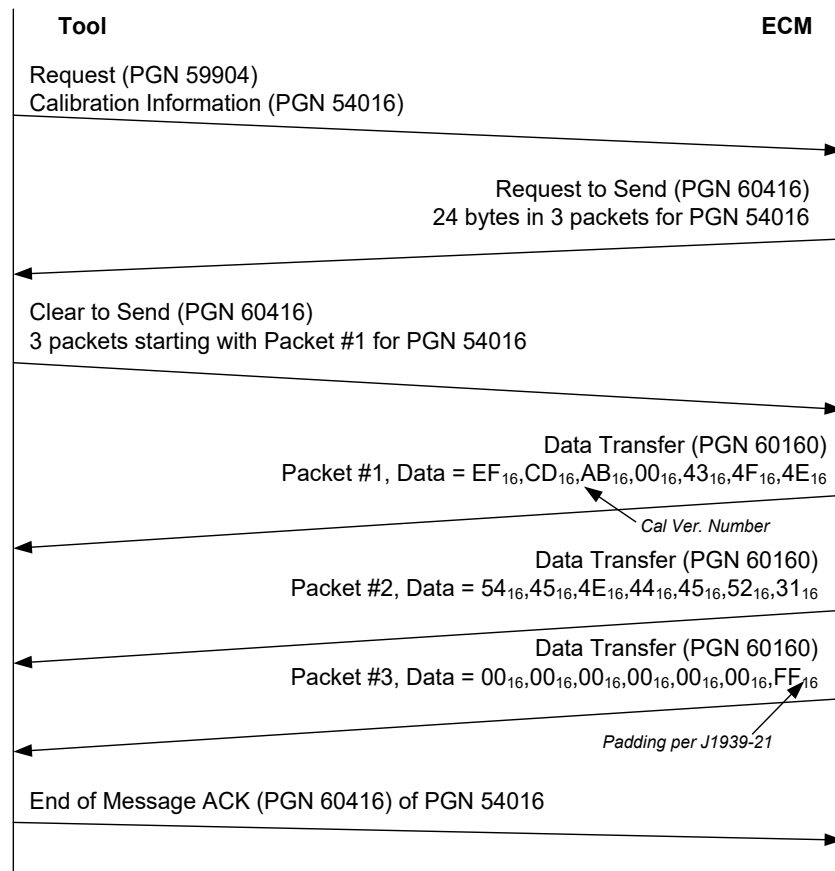 Tool
ECM
Request (PGN 59904)
Calibration Information (PGN 54016)
Request to Send (PGN 60416)
24 bytes in 3 packets for PGN 54016
Clear to Send (PGN 60416)
3 packets starting with Packet #1 for PGN 54016
Data Transfer (PGN 60160)
Packet #1, Data = EF₁₆,CD₁₆,AB₁₆,00₁₆,43₁₆,4F₁₆,4E₁₆
Cal Ver. Number
Data Transfer (PGN 60160)
Packet #2, Data = 54₁₆,45₁₆,4E₁₆,44₁₆,45₁₆,52₁₆,31₁₆
Data Transfer (PGN 60160)
Packet #3, Data = 00₁₆,00₁₆,00₁₆,00₁₆,00₁₆,00₁₆,FF₁₆
Padding per J1939-21
End of Message ACK (PGN 60416) of PGN 54016